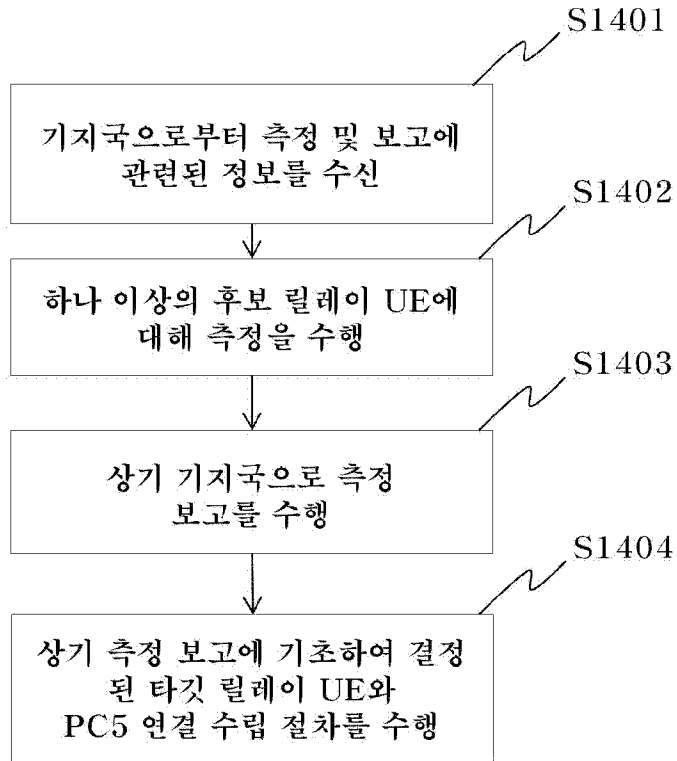 S1401
기지국으로부터 측정 및 보고에
관련된 정보를 수신
S1402
하나 이상의 후보 릴레이 UE에
대해 측정을 수행
S1403
상기 기지국으로 측정
보고를 수행
S1404
상기 측정 보고에 기초하여 결정
된 타깃 릴레이 UE와
PC5 연결 수립 절차를 수행